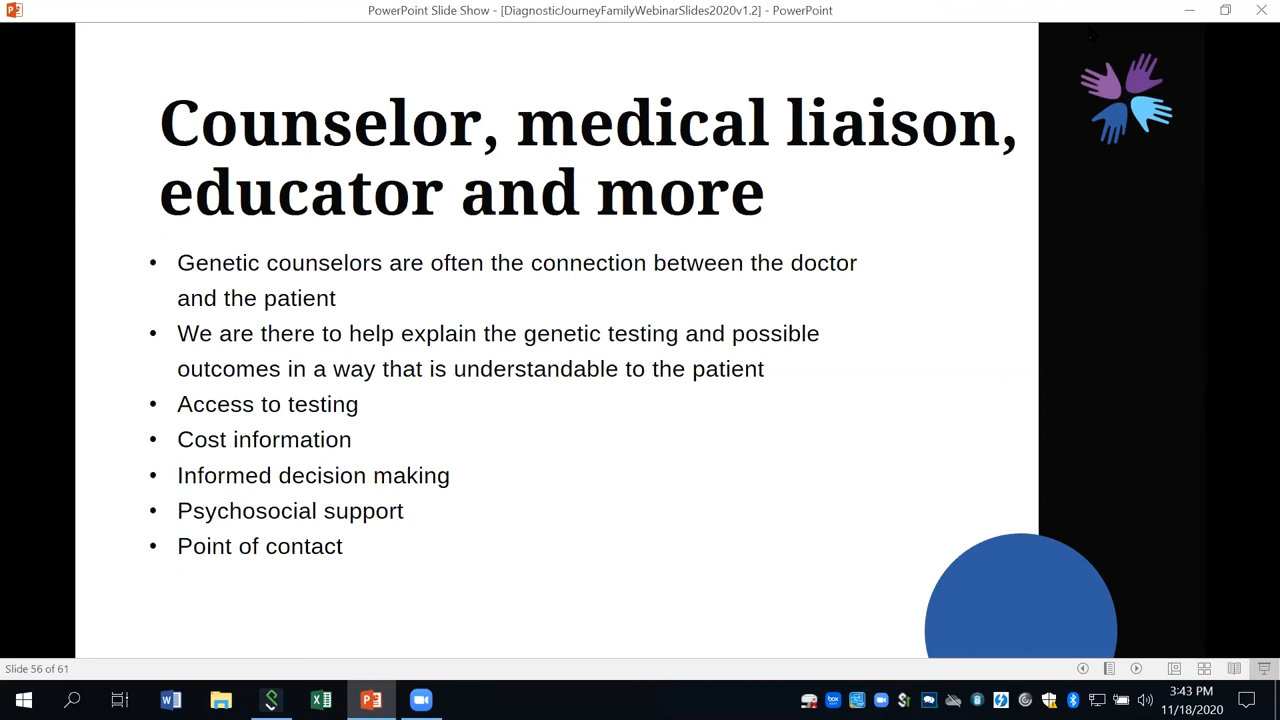 PowerPoint Slide Show - [DiagnosticJourneyFamilyWebinarSlides2020v1.2] - PowerPoint
Counselor, medical liaison,
educator and more
• Genetic counselors are often the connection between the doctor
and the patient
• We are there to help explain the genetic testing and possible
outcomes in a way that is understandable to the patient
• Access to testing
• Cost information
• Informed decision making
• Psychosocial support
• Point of contact
Slide 56 of 61
3:43 PM
11/18/2020